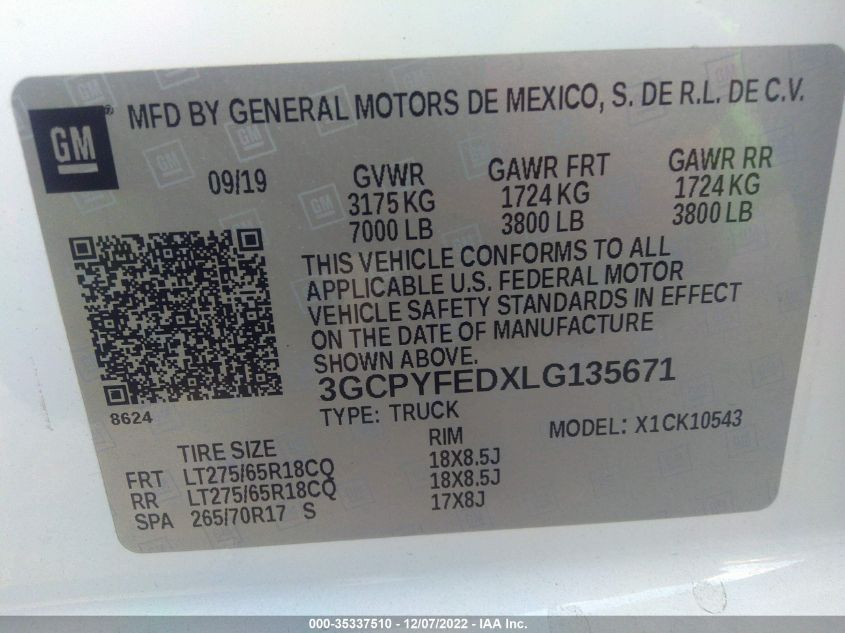 GM
® MFD BY GENERAL MOTORS DE MEXICO, S. DE R.L. DE C.V.
09/19
GVWR
3175 KG
7000 LB
GAWR FRT
1724 KG
3800 LB
GAWR RR
1724 KG
3800 LB
THIS VEHICLE CONFORMS TO ALL
APPLICABLE U.S. FEDERAL MOTOR
VEHICLE SAFETY STANDARDS IN EFFECT
ON THE DATE OF MANUFACTURE
SHOWN ABOVE.
3GCPYFEDXLG135671
8624
TYPE: TRUCK
MODEL: X1CK10543
TIRE SIZE RIM
FRT LT275/65R18CQ 18X8.5J
RR LT275/65R18CQ 18X8.5J
SPA 265/70R17 S 17X8J
000-35337510 - 12/07/2022 - IAA Inc.